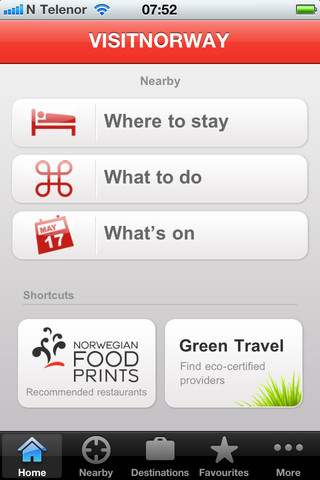 N Telenor 07:52
VISITNORWAY
Nearby
Where to stay
What to do
MAY
17
What's on
Shortcuts
NORWEGIAN
FOOD
PRINTS
Recommended restaurants
Green Travel
Find eco-certified
providers
Home Nearby Destinations Favourites More